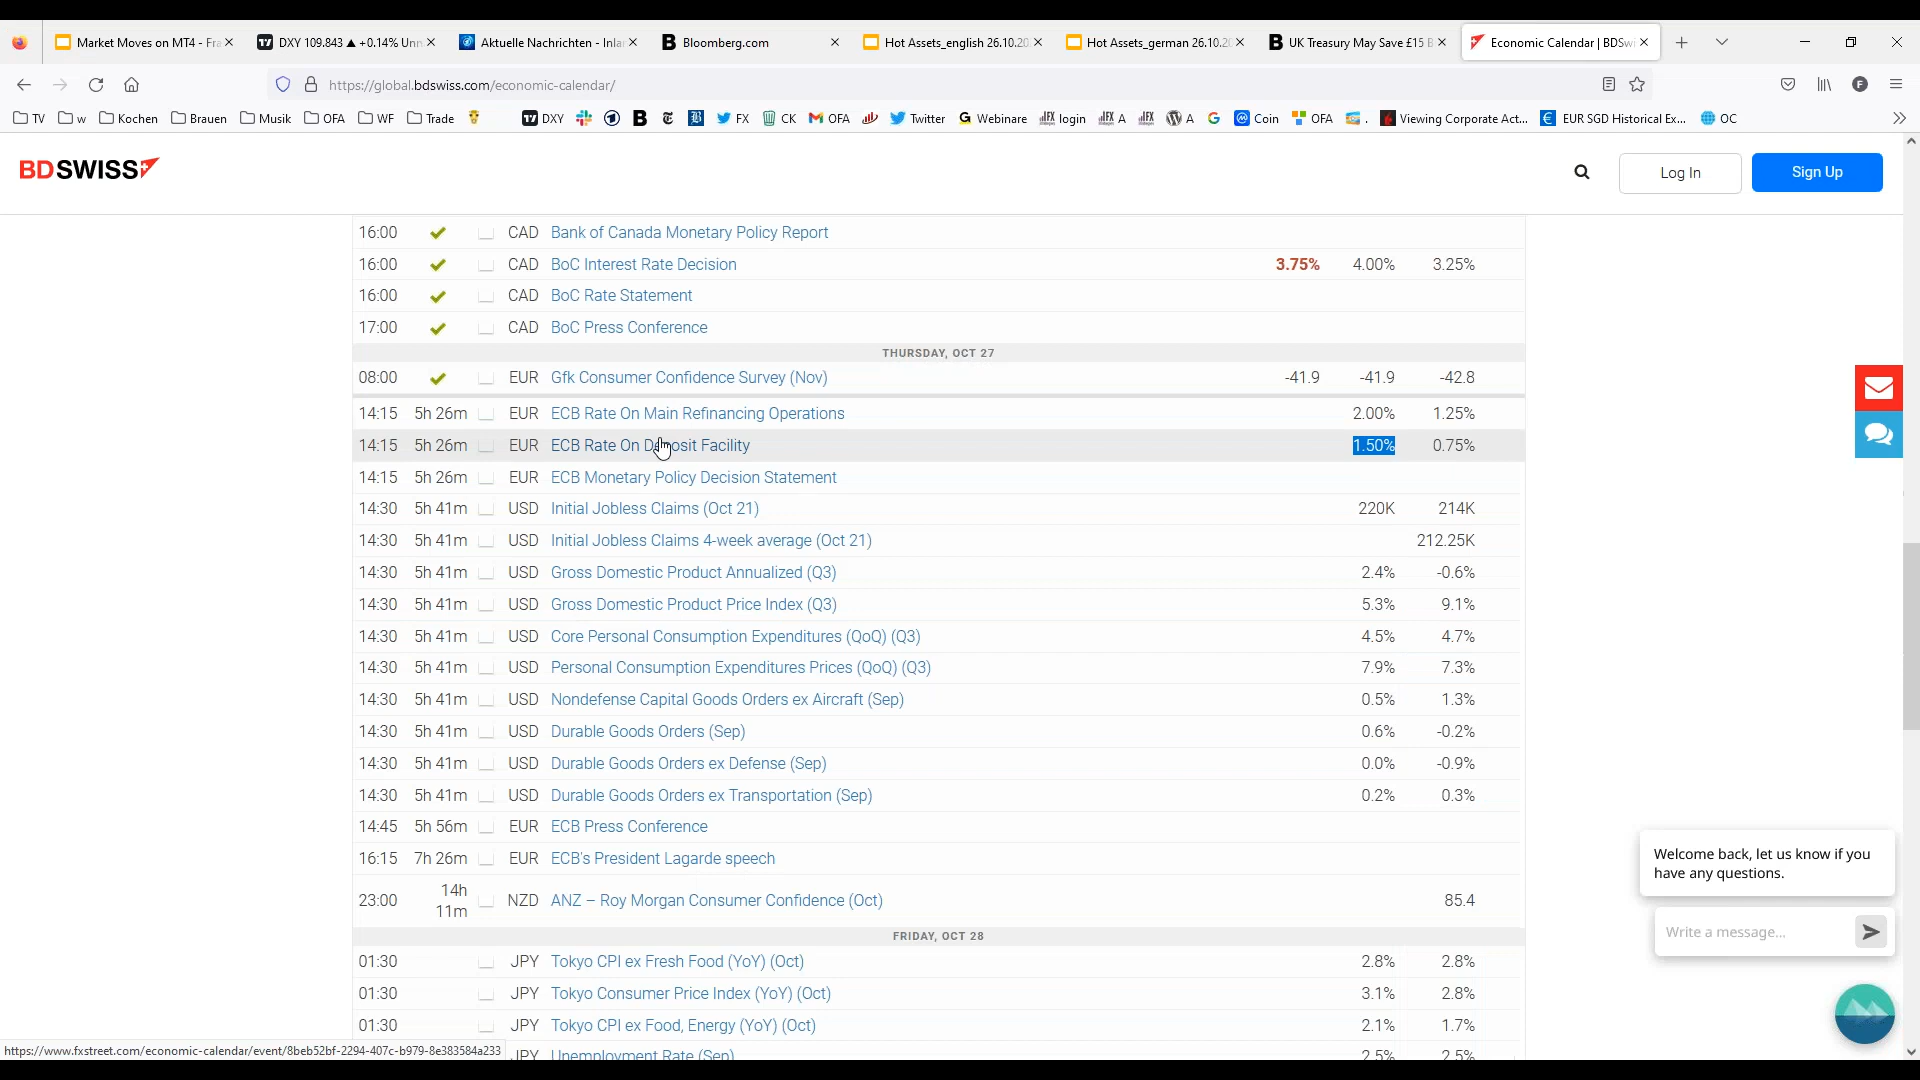 Market Moves on MT4 - Fra
DXY 109.843 ▲ +0.14% Unn
Aktuelle Nachrichten - Inla
Bloomberg.com
Hot Assets_english 26.10.20
Hot Assets_german 26.10.2
UK Treasury May Save £15 B
Economic Calendar | BDSwi
https://global.bdswiss.com/economic-calendar/
TV w Kochen Brauen Musik OFA WF Trade DXY FX CK OFA Twitter Webinare login A A Coin OFA . Viewing Corporate Act... EUR SGD Historical Ex... OC
BDSWISS
Log In
Sign Up
16:00 CAD Bank of Canada Monetary Policy Report
16:00 CAD BoC Interest Rate Decision 3.75% 4.00% 3.25%
16:00 CAD BoC Rate Statement
17:00 CAD BoC Press Conference
THURSDAY, OCT 27
08:00 EUR Gfk Consumer Confidence Survey (Nov) -41.9 -41.9 -42.8
14:15 5h 26m EUR ECB Rate On Main Refinancing Operations 2.00% 1.25%
14:15 5h 26m EUR ECB Rate On Deposit Facility 1.50% 0.75%
14:15 5h 26m EUR ECB Monetary Policy Decision Statement
14:30 5h 41m USD Initial Jobless Claims (Oct 21) 220K 214K
14:30 5h 41m USD Initial Jobless Claims 4-week average (Oct 21) 212.25K
14:30 5h 41m USD Gross Domestic Product Annualized (Q3) 2.4% -0.6%
14:30 5h 41m USD Gross Domestic Product Price Index (Q3) 5.3% 9.1%
14:30 5h 41m USD Core Personal Consumption Expenditures (QoQ) (Q3) 4.5% 4.7%
14:30 5h 41m USD Personal Consumption Expenditures Prices (QoQ) (Q3) 7.9% 7.3%
14:30 5h 41m USD Nondefense Capital Goods Orders ex Aircraft (Sep) 0.5% 1.3%
14:30 5h 41m USD Durable Goods Orders (Sep) 0.6% -0.2%
14:30 5h 41m USD Durable Goods Orders ex Defense (Sep) 0.0% -0.9%
14:30 5h 41m USD Durable Goods Orders ex Transportation (Sep) 0.2% 0.3%
14:45 5h 56m EUR ECB Press Conference
16:15 7h 26m EUR ECB's President Lagarde speech
23:00 14h 11m NZD ANZ – Roy Morgan Consumer Confidence (Oct) 85.4
FRIDAY, OCT 28
01:30 JPY Tokyo CPI ex Fresh Food (YoY) (Oct) 2.8% 2.8%
01:30 JPY Tokyo Consumer Price Index (YoY) (Oct) 3.1% 2.8%
01:30 JPY Tokyo CPI ex Food, Energy (YoY) (Oct) 2.1% 1.7%
JPY Unemployment Rate (Sep) 2.5% 2.5%
Welcome back, let us know if you
have any questions.
Write a message...
https://www.fxstreet.com/economic-calendar/event/8beb52bf-2294-407c-b979-8e383584a233